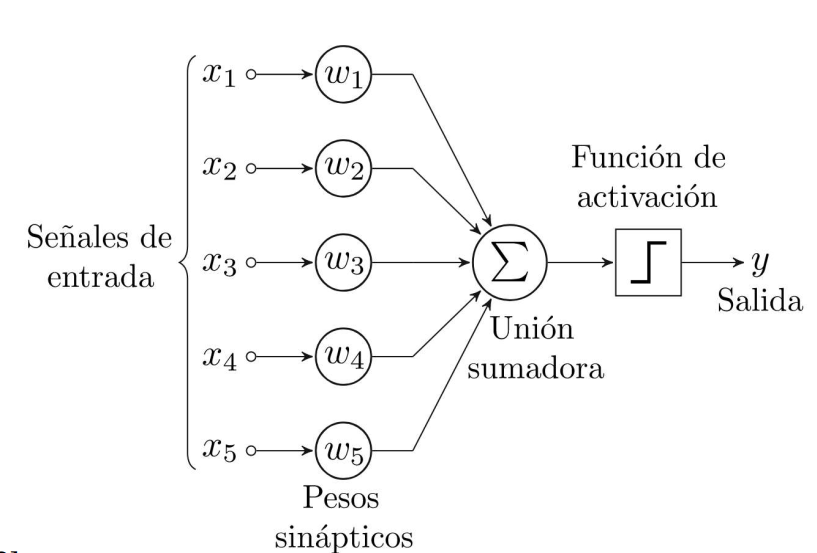 x1
w1
x2
w2
Función de
activación
Señales de
entrada
x3
w3
Σ
y
Salida
Unión
sumadora
x4
w4
x5
w5
Pesos
sinápticos